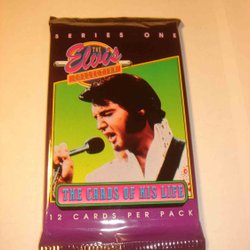 SERIES ONE
THE
Elvis
COLLECTION
THE CARDS OF HIS LIFE
12 CARDS PER PACK